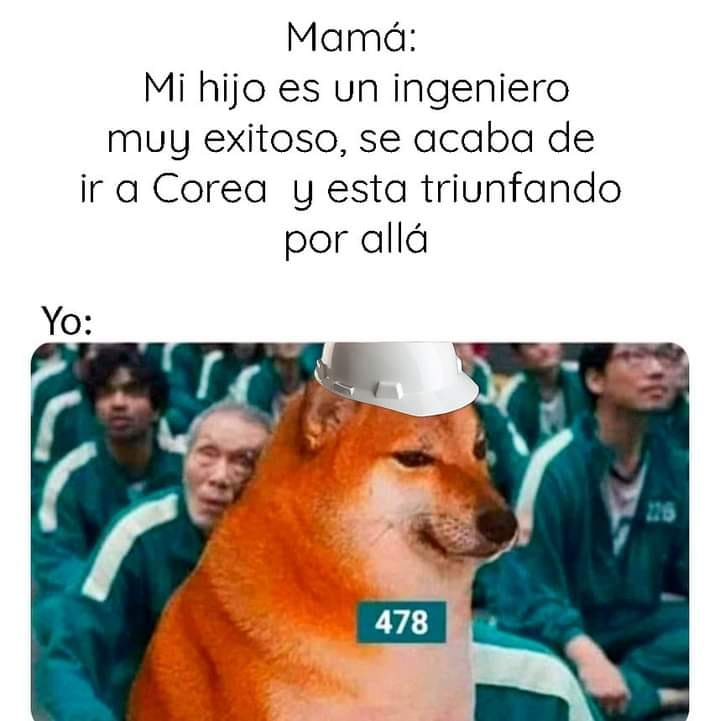 Mamá:
Mi hijo es un ingeniero
muy exitoso, se acaba de
ir a Corea y esta triunfando
por allá
Yo:
226
478